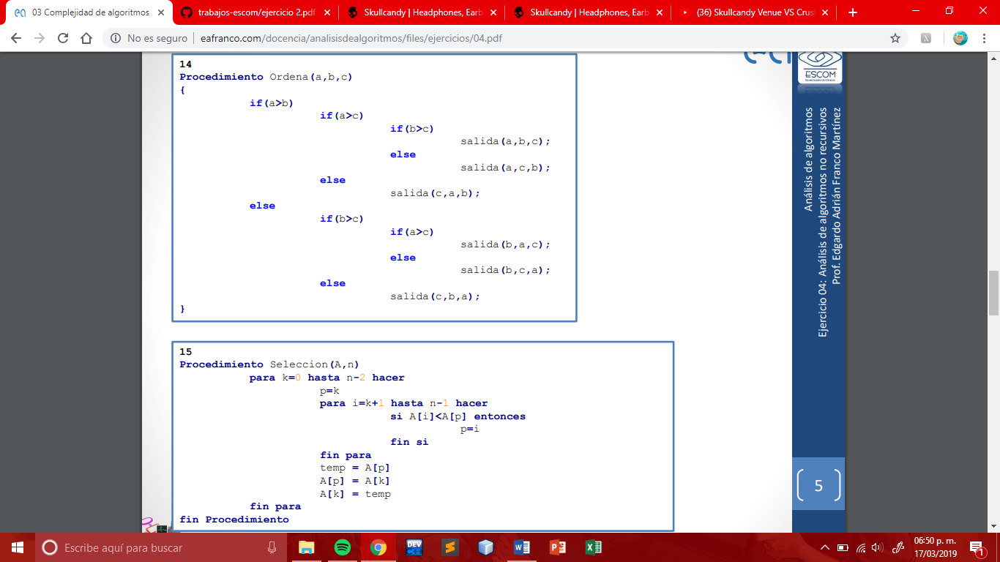 03 Complejidad de algoritmos
trabajos-escom/ejercicio 2.pdf
Skullcandy | Headphones, Earb
Skullcandy | Headphones, Earb
(36) Skullcandy Venue VS Crus
No es seguro | eafranco.com/docencia/analisisdealgoritmos/files/ejercicios/04.pdf
14
Procedimiento Ordena(a,b,c)
{
if(a>b)
if(a>c)
if(b>c)
salida(a,b,c);
else
salida(a,c,b);
else
salida(c,a,b);
else
if(b>c)
if(a>c)
salida(b,a,c);
else
salida(b,c,a);
else
salida(c,b,a);
}
15
Procedimiento Seleccion(A,n)
para k=0 hasta n-2 hacer
p=k
para i=k+1 hasta n-1 hacer
si A[i]<A[p] entonces
p=i
fin si
fin para
temp = A[p]
A[p] = A[k]
A[k] = temp
fin para
fin Procedimiento
ESCOM
Análisis de algoritmos
Ejercicio 04: Análisis de algoritmos no recursivos
Prof. Edgardo Adrián Franco Martínez
5
Escribe aquí para buscar
DEV
06:50 p. m.
17/03/2019
1